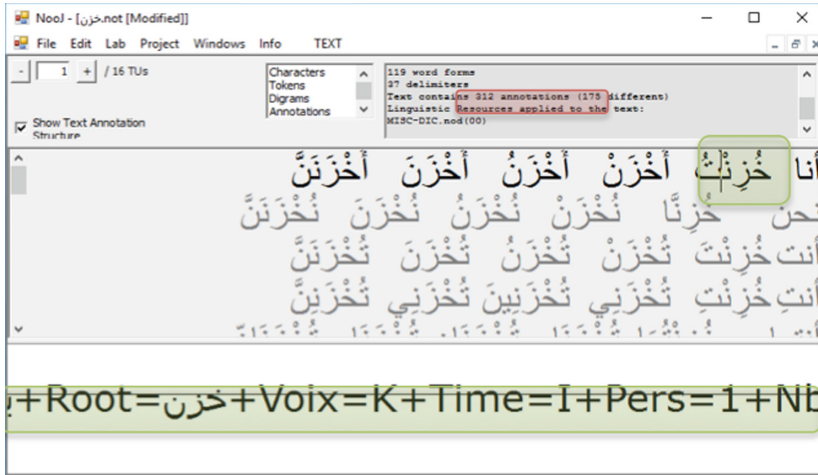 NooJ - [خزن.not [Modified]]
File Edit Lab Project Windows Info TEXT
- 1 + / 16 TUs
Characters
Tokens
Digrams
Annotations
119 word forms
37 delimiters
Text contains 312 annotations (175 different)
Linguistic Resources applied to the text:
MISC-DIC.nod(00)
Show Text Annotation
Structure
أنا خُزِنْتُ أُخْزَنْ أُخْزَنُ أُخْزَنَ أُخْزَنَنَّ
نحن خُزِنَّا نُخْزَنْ نُخْزَنُ نُخْزَنَ نُخْزَنَنَّ
أنت خُزِنْتَ تُخْزَنْ تُخْزَنُ تُخْزَنَ تُخْزَنَنَّ
أنتِ خُزِنْتِ تُخْزَنِي تُخْزَنِينَ تُخْزَنِي تُخْزَنِنَّ
+Root=خزن+Voix=K+Time=I+Pers=1+Nb